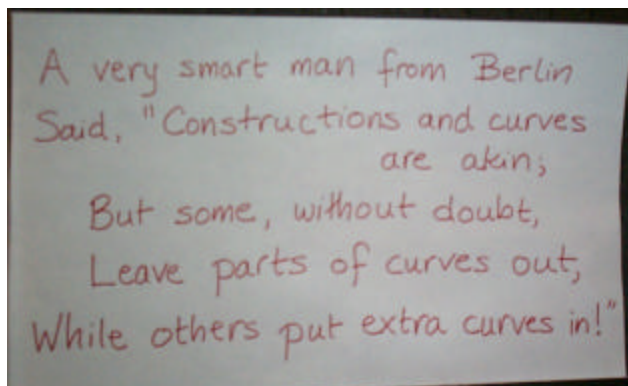 A very smart man from Berlin
Said, "Constructions and curves
are akin;
But some, without doubt,
Leave parts of curves out,
While others put extra curves in!"